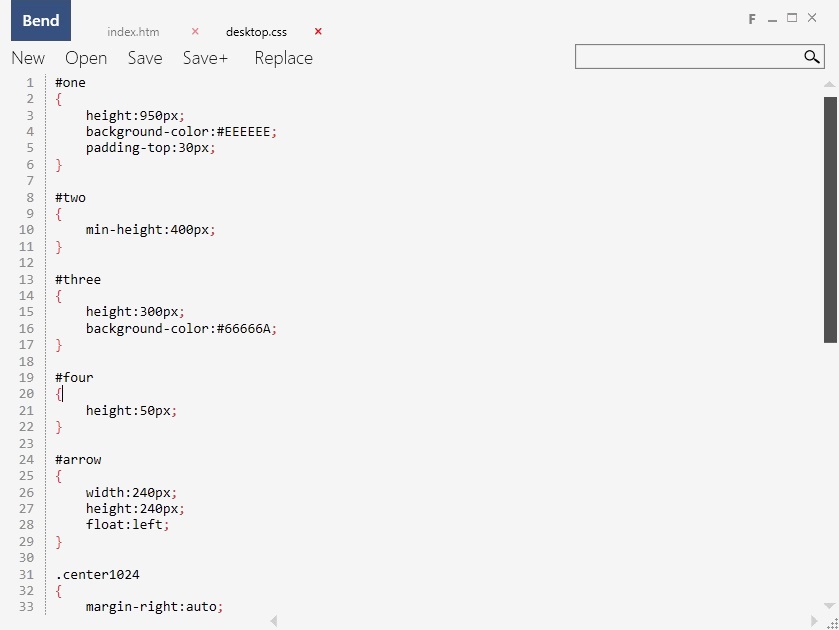 Bend
index.htm × desktop.css × F
New Open Save Save+ Replace
1 #one
2 {
3 height:950px;
4 background-color:#EEEEEE;
5 padding-top:30px;
6 }
7
8 #two
9 {
10 min-height:400px;
11 }
12
13 #three
14 {
15 height:300px;
16 background-color:#66666A;
17 }
18
19 #four
20 {
21 height:50px;
22 }
23
24 #arrow
25 {
26 width:240px;
27 height:240px;
28 float:left;
29 }
30
31 .center1024
32 {
33 margin-right:auto;